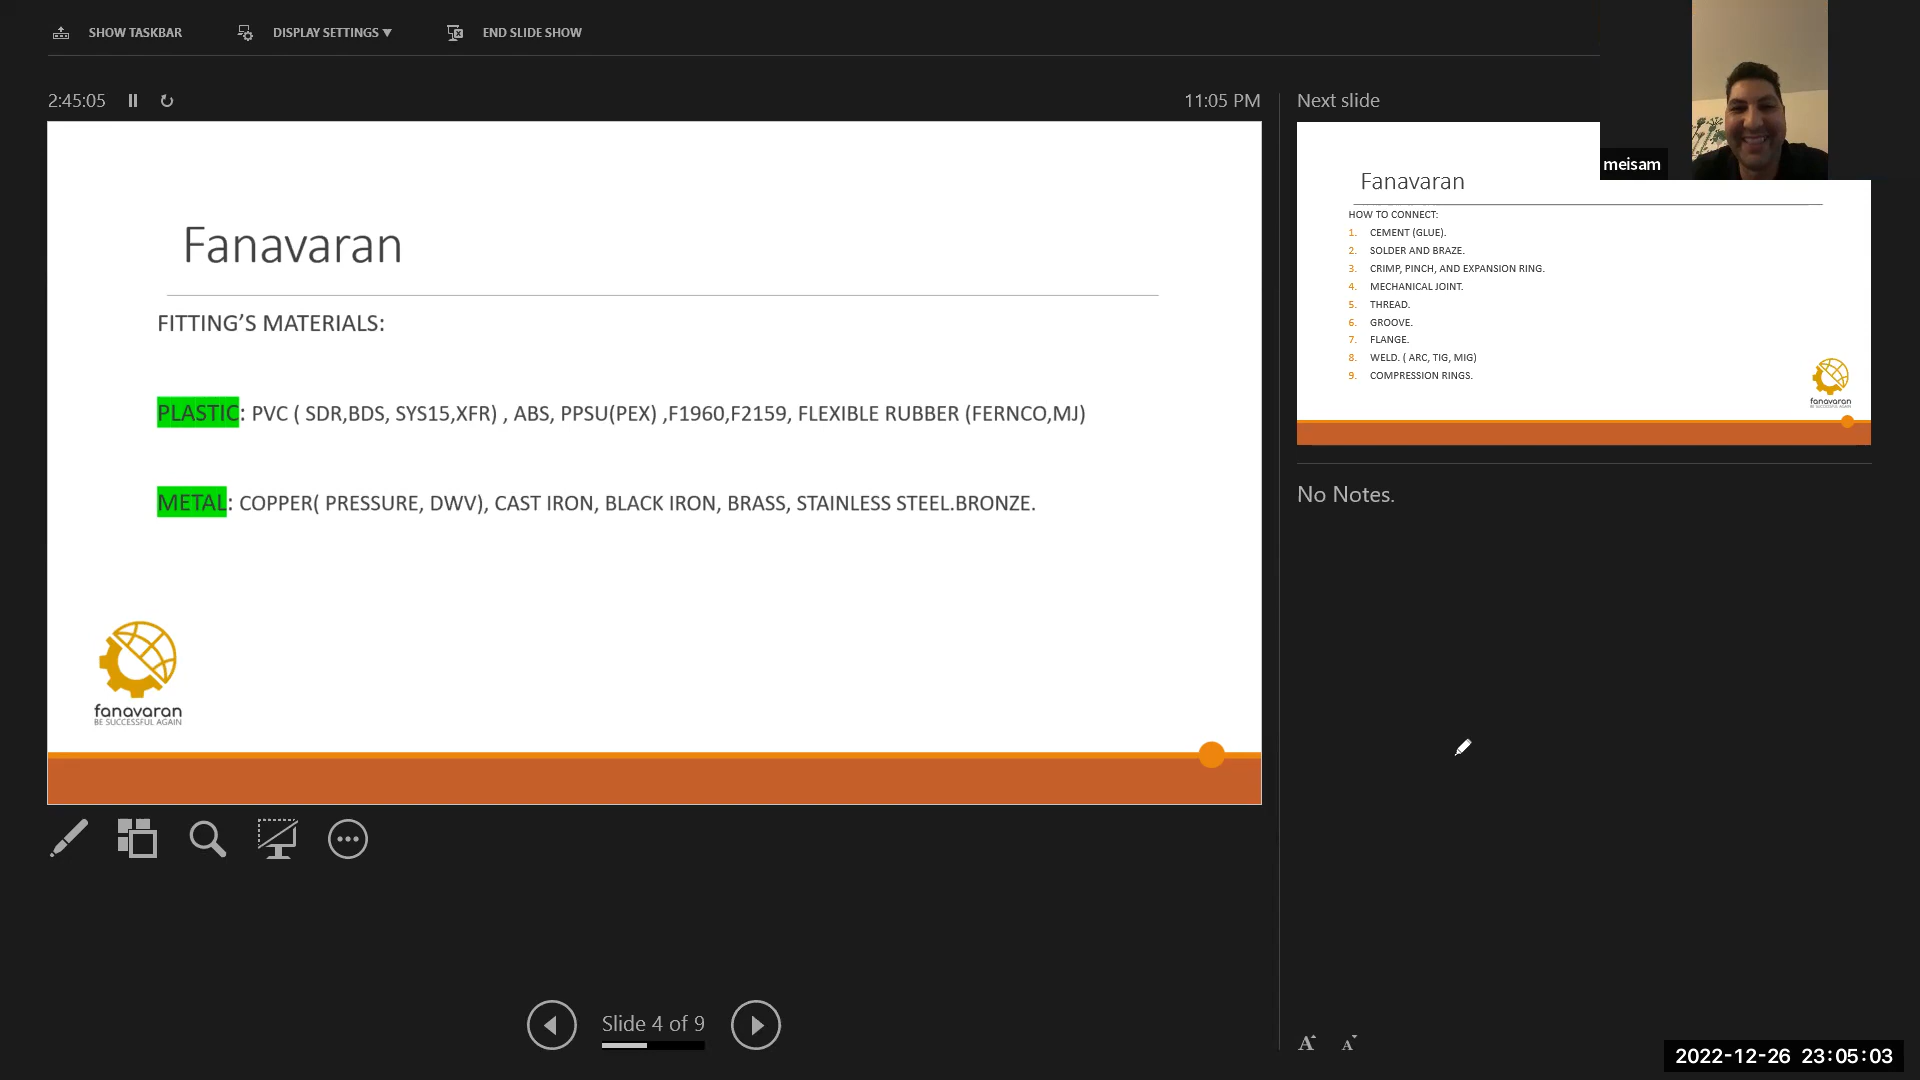 SHOW TASKBAR
DISPLAY SETTINGS ▼
END SLIDE SHOW
2:45:05
11:05 PM
Fanavaran
FITTING’S MATERIALS:
PLASTIC: PVC ( SDR,BDS, SYS15,XFR) , ABS, PPSU(PEX) ,F1960,F2159, FLEXIBLE RUBBER (FERNCO,MJ)
METAL: COPPER( PRESSURE, DWV), CAST IRON, BLACK IRON, BRASS, STAINLESS STEEL.BRONZE.
fanavaran
BE SUCCESSFUL AGAIN
Slide 4 of 9
Next slide
meisam
Fanavaran
HOW TO CONNECT:
1. CEMENT (GLUE).
2. SOLDER AND BRAZE.
3. CRIMP, PINCH, AND EXPANSION RING.
4. MECHANICAL JOINT.
5. THREAD.
6. GROOVE.
7. FLANGE.
8. WELD. ( ARC, TIG, MIG)
9. COMPRESSION RINGS.
fanavaran
BE SUCCESSFUL AGAIN
No Notes.
A A
2022-12-26 23:05:03